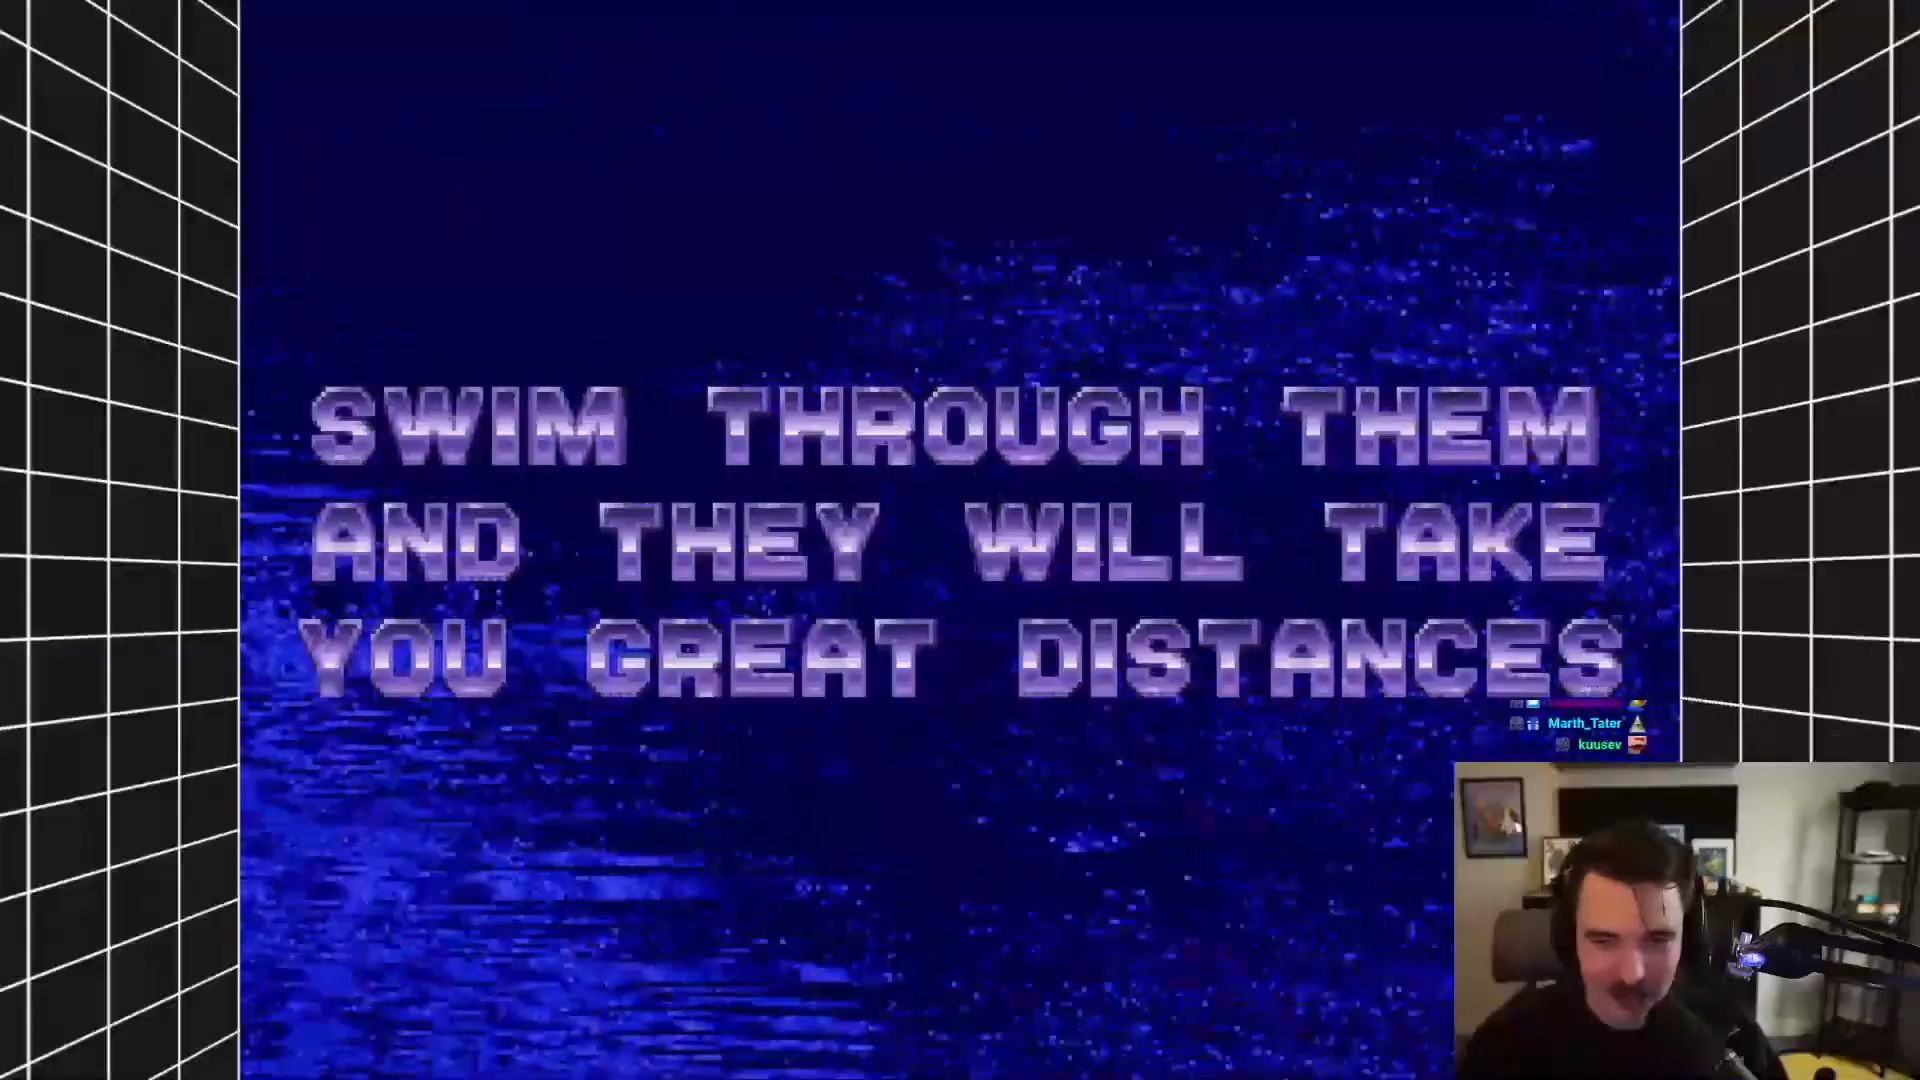 SWIM THROUGH THEM
AND THEY WILL TAKE
YOU GREAT DISTANCES
Marth_Tater
kuusev